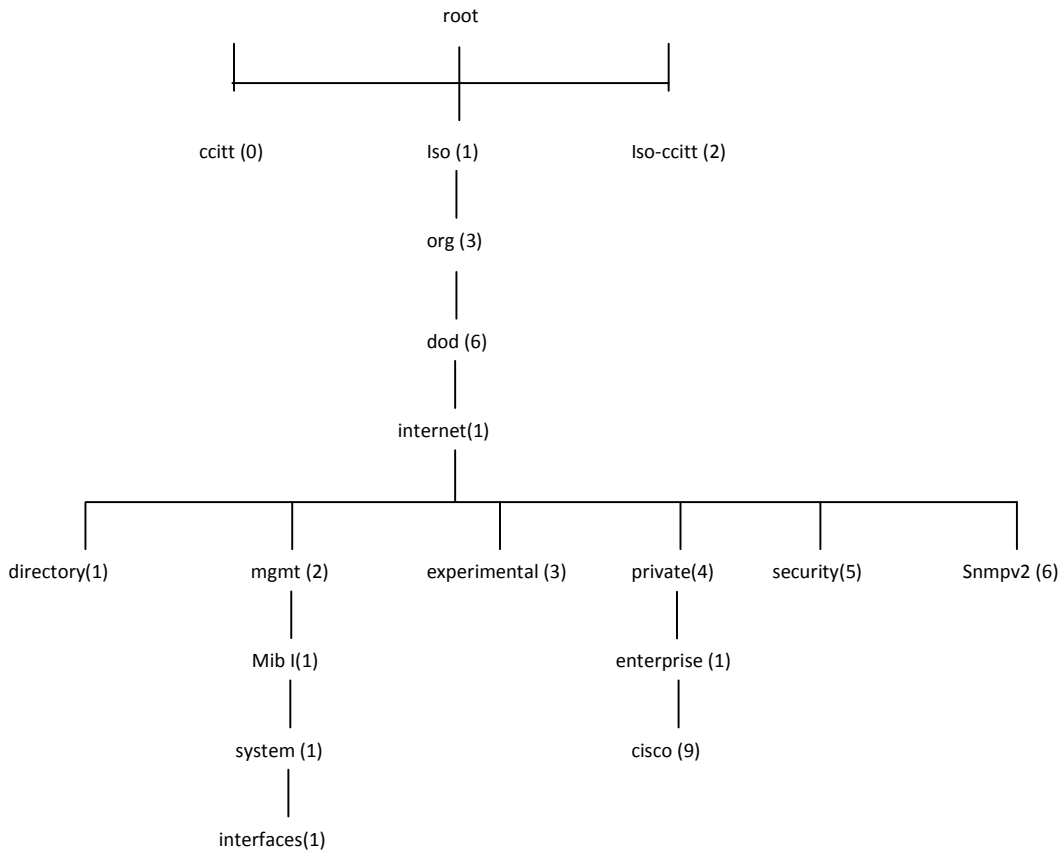 root
ccitt (0)
Iso (1)
Iso-ccitt (2)
org (3)
dod (6)
internet(1)
directory(1)
mgmt (2)
experimental (3)
private(4)
security(5)
Snmpv2 (6)
Mib I(1)
enterprise (1)
system (1)
cisco (9)
interfaces(1)